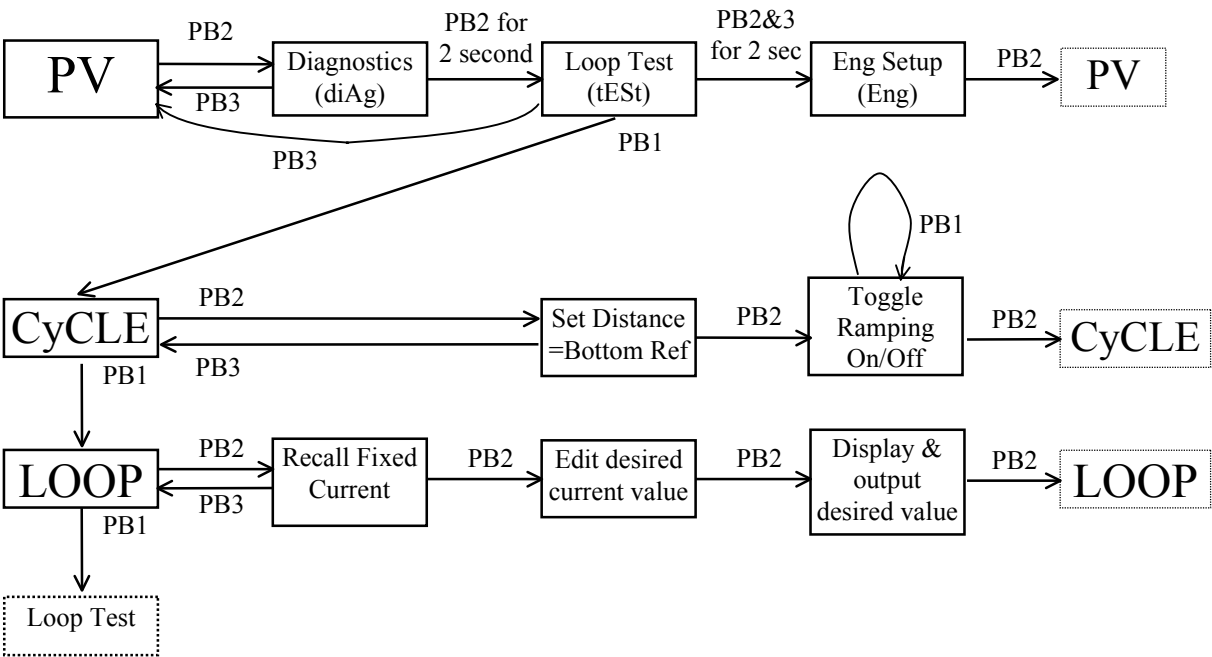 PV
PB2
PB3
Diagnostics
(diAg)
PB2 for
2 second
Loop Test
(tESt)
PB2&3
for 2 sec
Eng Setup
(Eng)
PB2
PV
PB3
PB1
PB1
CyCLE
PB2
PB3
Set Distance
=Bottom Ref
PB2
Toggle
Ramping
On/Off
PB2
CyCLE
PB1
LOOP
PB2
PB3
Recall Fixed
Current
PB2
Edit desired
current value
PB2
Display &
output
desired value
PB2
LOOP
PB1
Loop Test